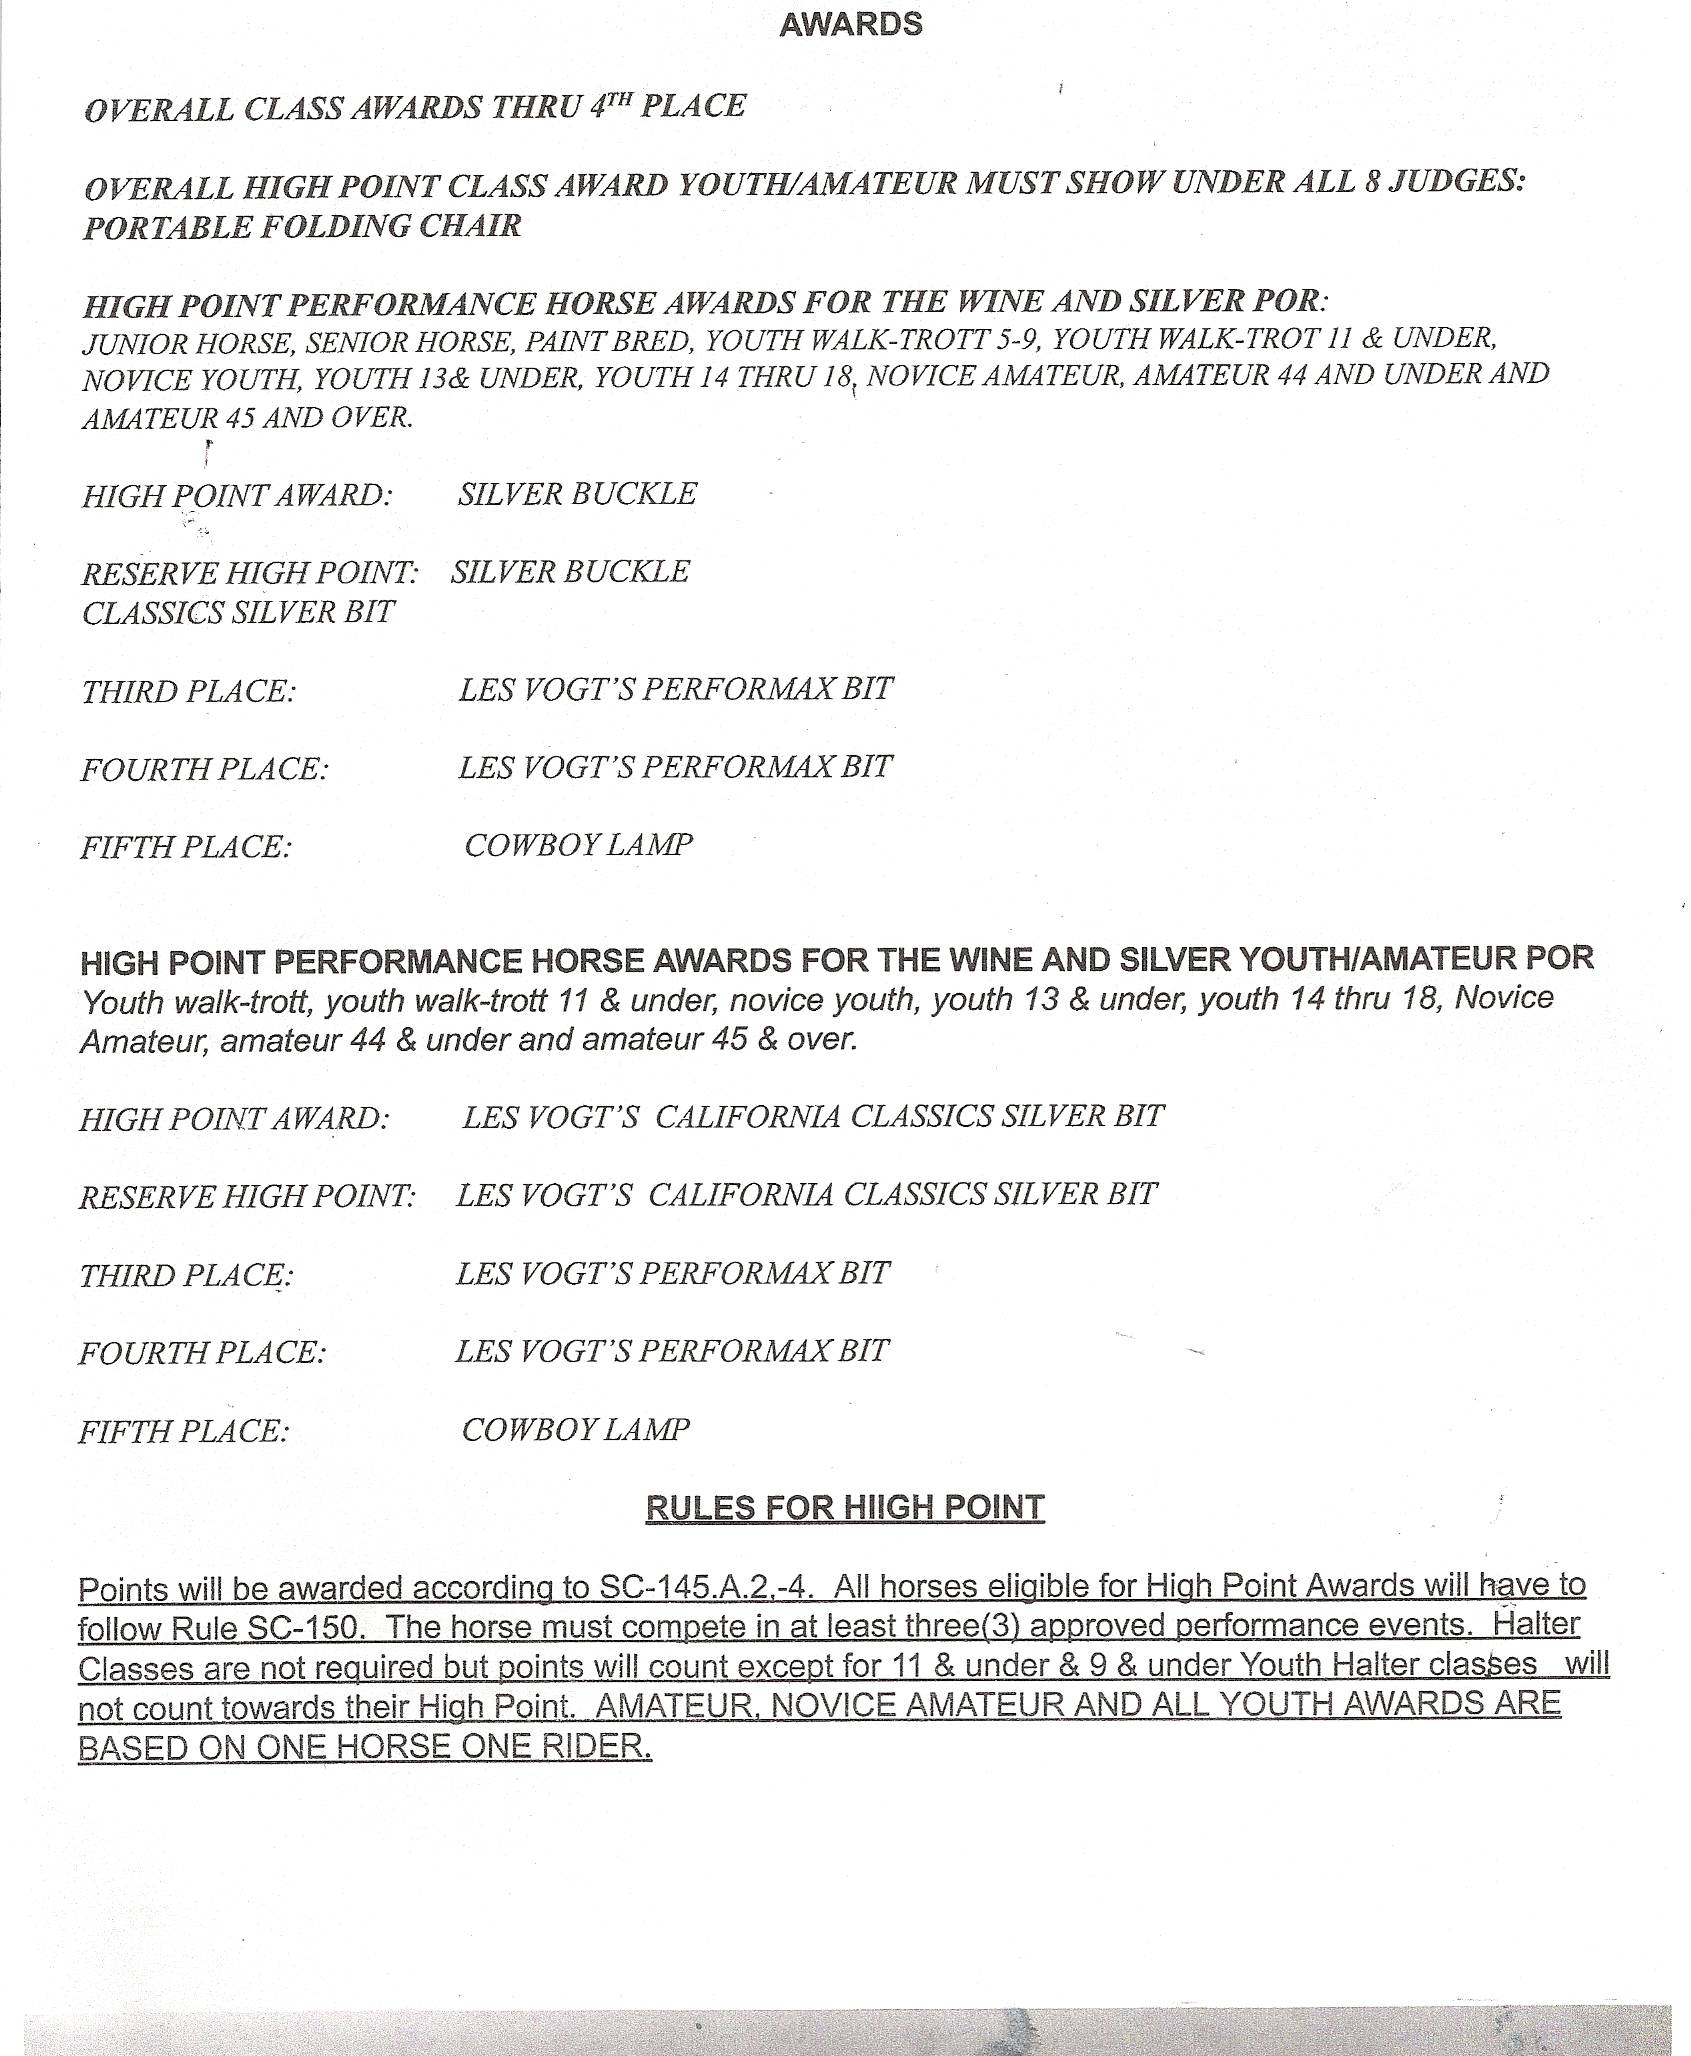 AWARDS
OVERALL CLASS AWARDS THRU 4TH PLACE
OVERALL HIGH POINT CLASS AWARD YOUTH/AMATEUR MUST SHOW UNDER ALL 8 JUDGES:
PORTABLE FOLDING CHAIR
HIGH POINT PERFORMANCE HORSE AWARDS FOR THE WINE AND SILVER POR:
JUNIOR HORSE, SENIOR HORSE, PAINT BRED, YOUTH WALK-TROTT 5-9, YOUTH WALK-TROT 11 & UNDER,
NOVICE YOUTH, YOUTH 13& UNDER, YOUTH 14 THRU 18, NOVICE AMATEUR, AMATEUR 44 AND UNDER AND
AMATEUR 45 AND OVER.
HIGH POINT AWARD: SILVER BUCKLE
RESERVE HIGH POINT: SILVER BUCKLE
CLASSICS SILVER BIT
THIRD PLACE: LES VOGT'S PERFORMAX BIT
FOURTH PLACE: LES VOGT'S PERFORMAX BIT
FIFTH PLACE: COWBOY LAMP
HIGH POINT PERFORMANCE HORSE AWARDS FOR THE WINE AND SILVER YOUTH/AMATEUR POR
Youth walk-trott, youth walk-trott 11 & under, novice youth, youth 13 & under, youth 14 thru 18, Novice
Amateur, amateur 44 & under and amateur 45 & over.
HIGH POINT AWARD: LES VOGT'S CALIFORNIA CLASSICS SILVER BIT
RESERVE HIGH POINT: LES VOGT'S CALIFORNIA CLASSICS SILVER BIT
THIRD PLACE: LES VOGT'S PERFORMAX BIT
FOURTH PLACE: LES VOGT'S PERFORMAX BIT
FIFTH PLACE: COWBOY LAMP
RULES FOR HIIGH POINT
Points will be awarded according to SC-145.A.2,-4. All horses eligible for High Point Awards will have to
follow Rule SC-150. The horse must compete in at least three(3) approved performance events. Halter
Classes are not required but points will count except for 11 & under & 9 & under Youth Halter classes will
not count towards their High Point. AMATEUR, NOVICE AMATEUR AND ALL YOUTH AWARDS ARE
BASED ON ONE HORSE ONE RIDER.